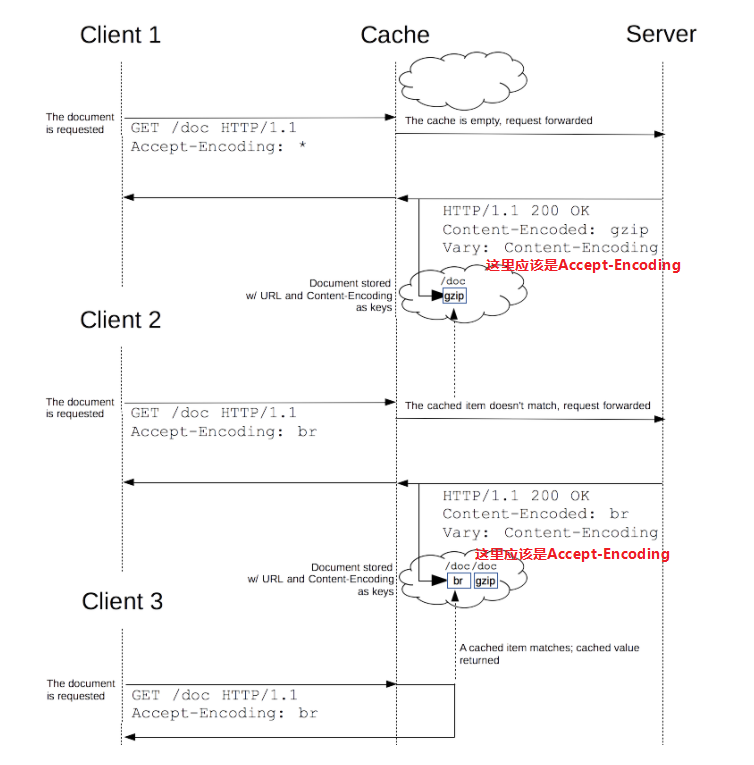 Client 1
Cache
Server
The document
is requested
GET /doc HTTP/1.1
Accept-Encoding: *
The cache is empty, request forwarded
HTTP/1.1 200 OK
Content-Encoded: gzip
Vary: Content-Encoding
这里应该是Accept-Encoding
Document stored
w/ URL and Content-Encoding
as keys
/doc
gzip
Client 2
The document
is requested
GET /doc HTTP/1.1
Accept-Encoding: br
The cached item doesn't match, request forwarded
HTTP/1.1 200 OK
Content-Encoded: br
Vary: Content-Encoding
这里应该是Accept-Encoding
Document stored
w/ URL and Content-Encoding
as keys
/doc /doc
br gzip
Client 3
A cached item matches; cached value
returned
The document
is requested
GET /doc HTTP/1.1
Accept-Encoding: br